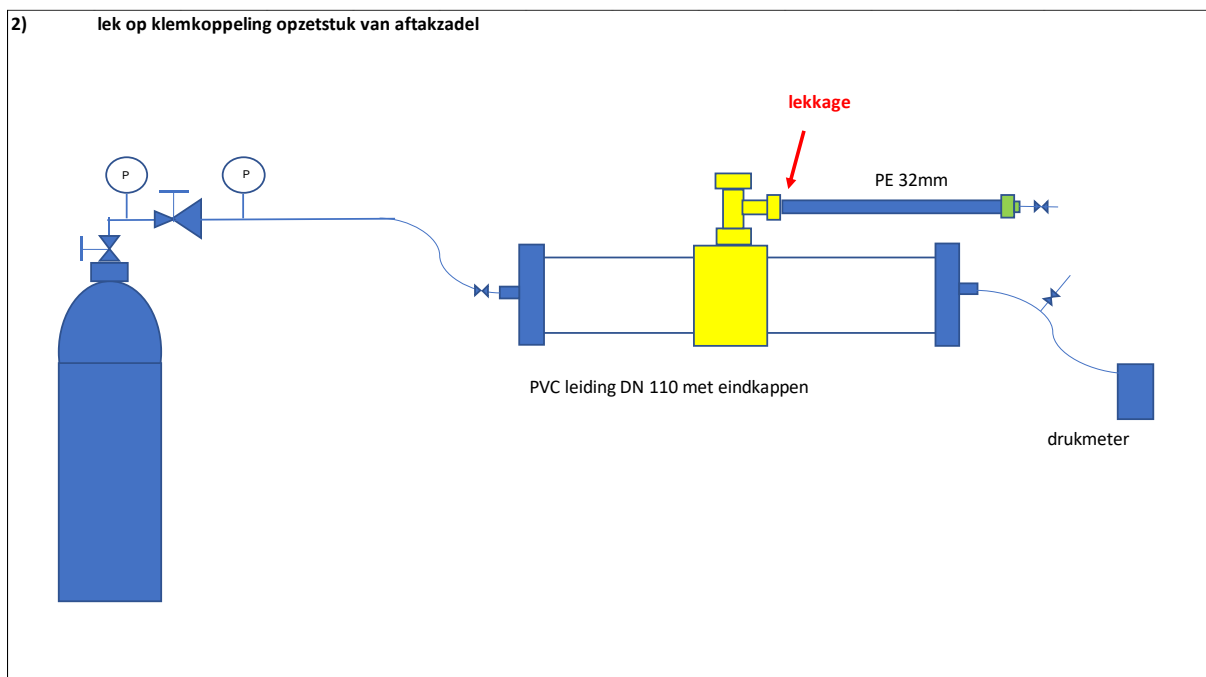 2) lek op klemkoppeling opzetstuk van aftakzadel
lekkage
P
P
PE 32mm
PVC leiding DN 110 met eindkappen
drukmeter